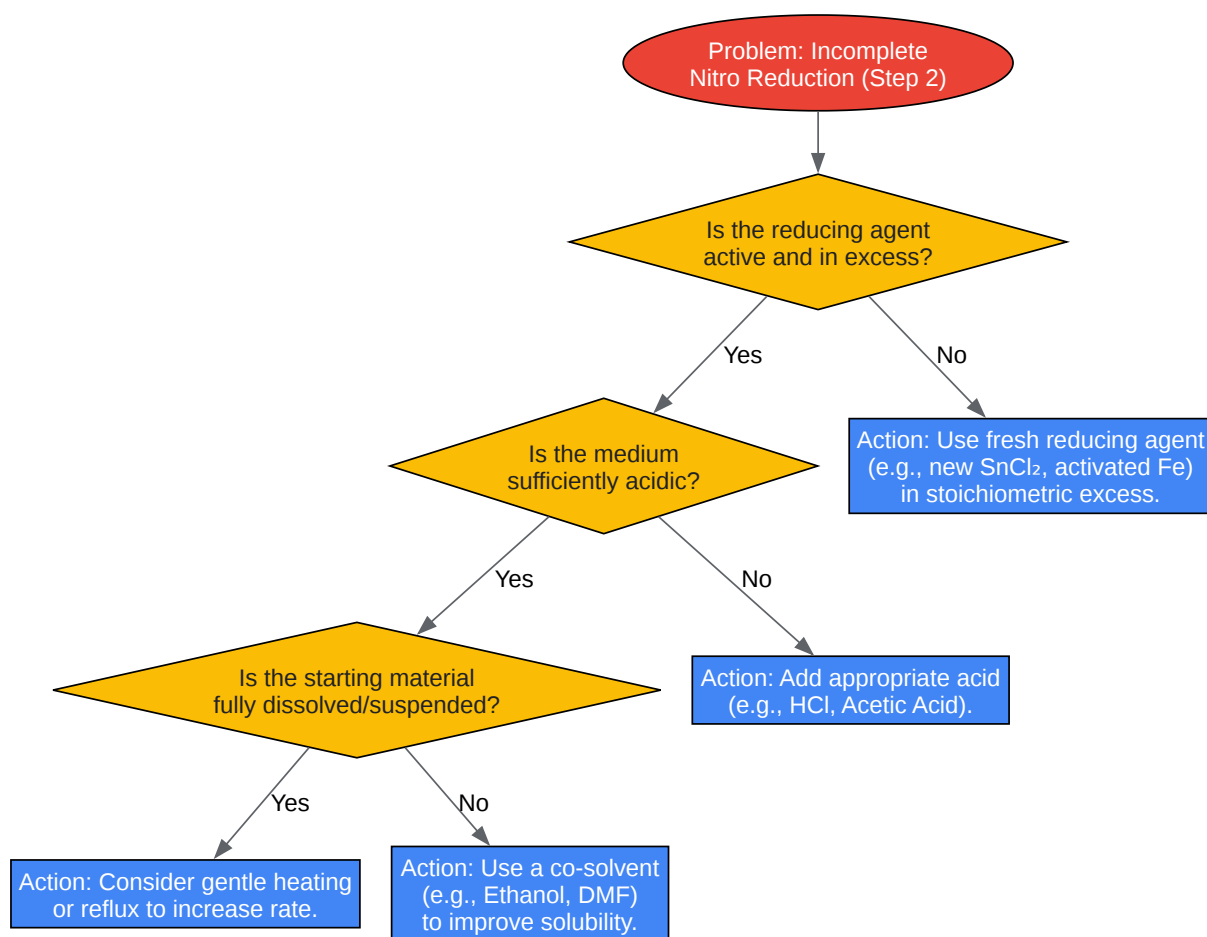 Problem: Incomplete
Nitro Reduction (Step 2)
Is the reducing agent
active and in excess?
Yes
No
Is the medium
sufficiently acidic?
Action: Use fresh reducing agent
(e.g., new SnCl₂, activated Fe)
in stoichiometric excess.
Yes
No
Is the starting material
fully dissolved/suspended?
Action: Add appropriate acid
(e.g., HCl, Acetic Acid).
Yes
No
Action: Consider gentle heating
or reflux to increase rate.
Action: Use a co-solvent
(e.g., Ethanol, DMF)
to improve solubility.